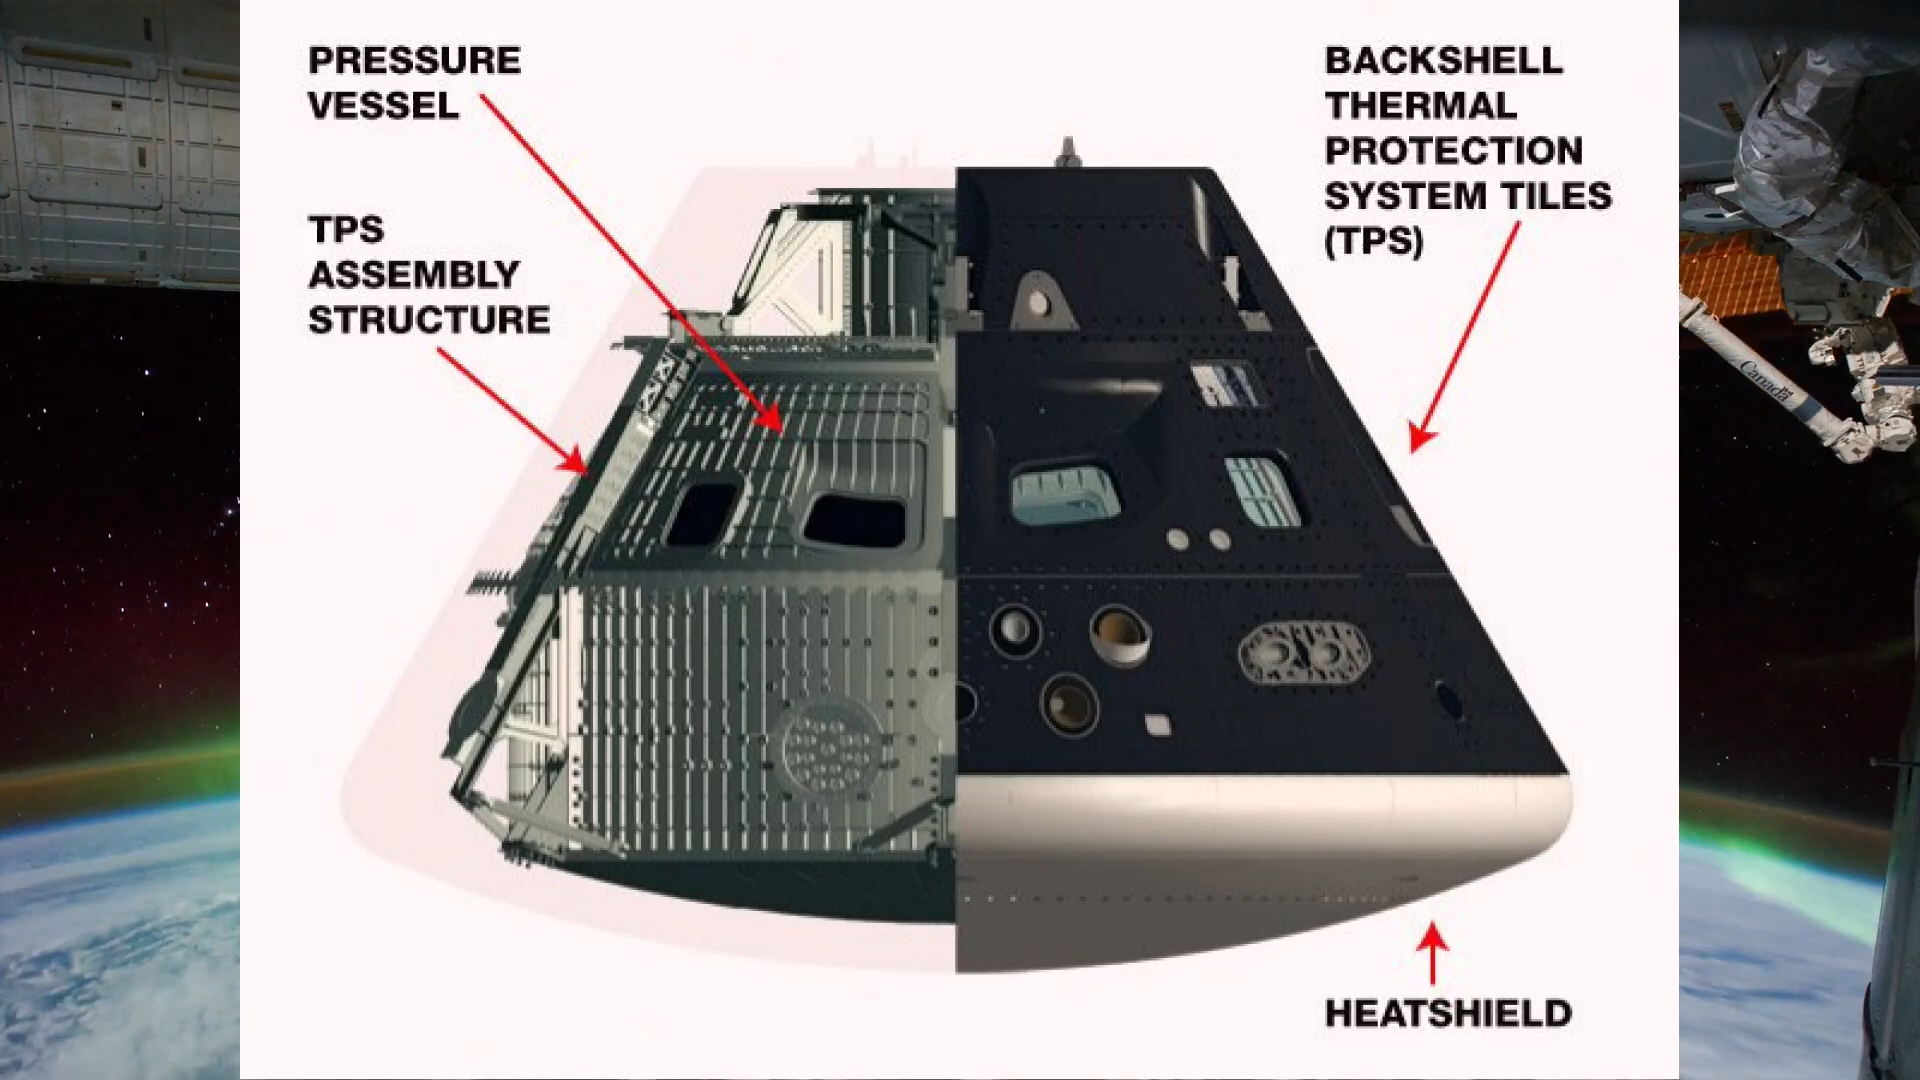 PRESSURE
VESSEL
TPS
ASSEMBLY
STRUCTURE
BACKSHELL
THERMAL
PROTECTION
SYSTEM TILES
(TPS)
HEATSHIELD
Canada